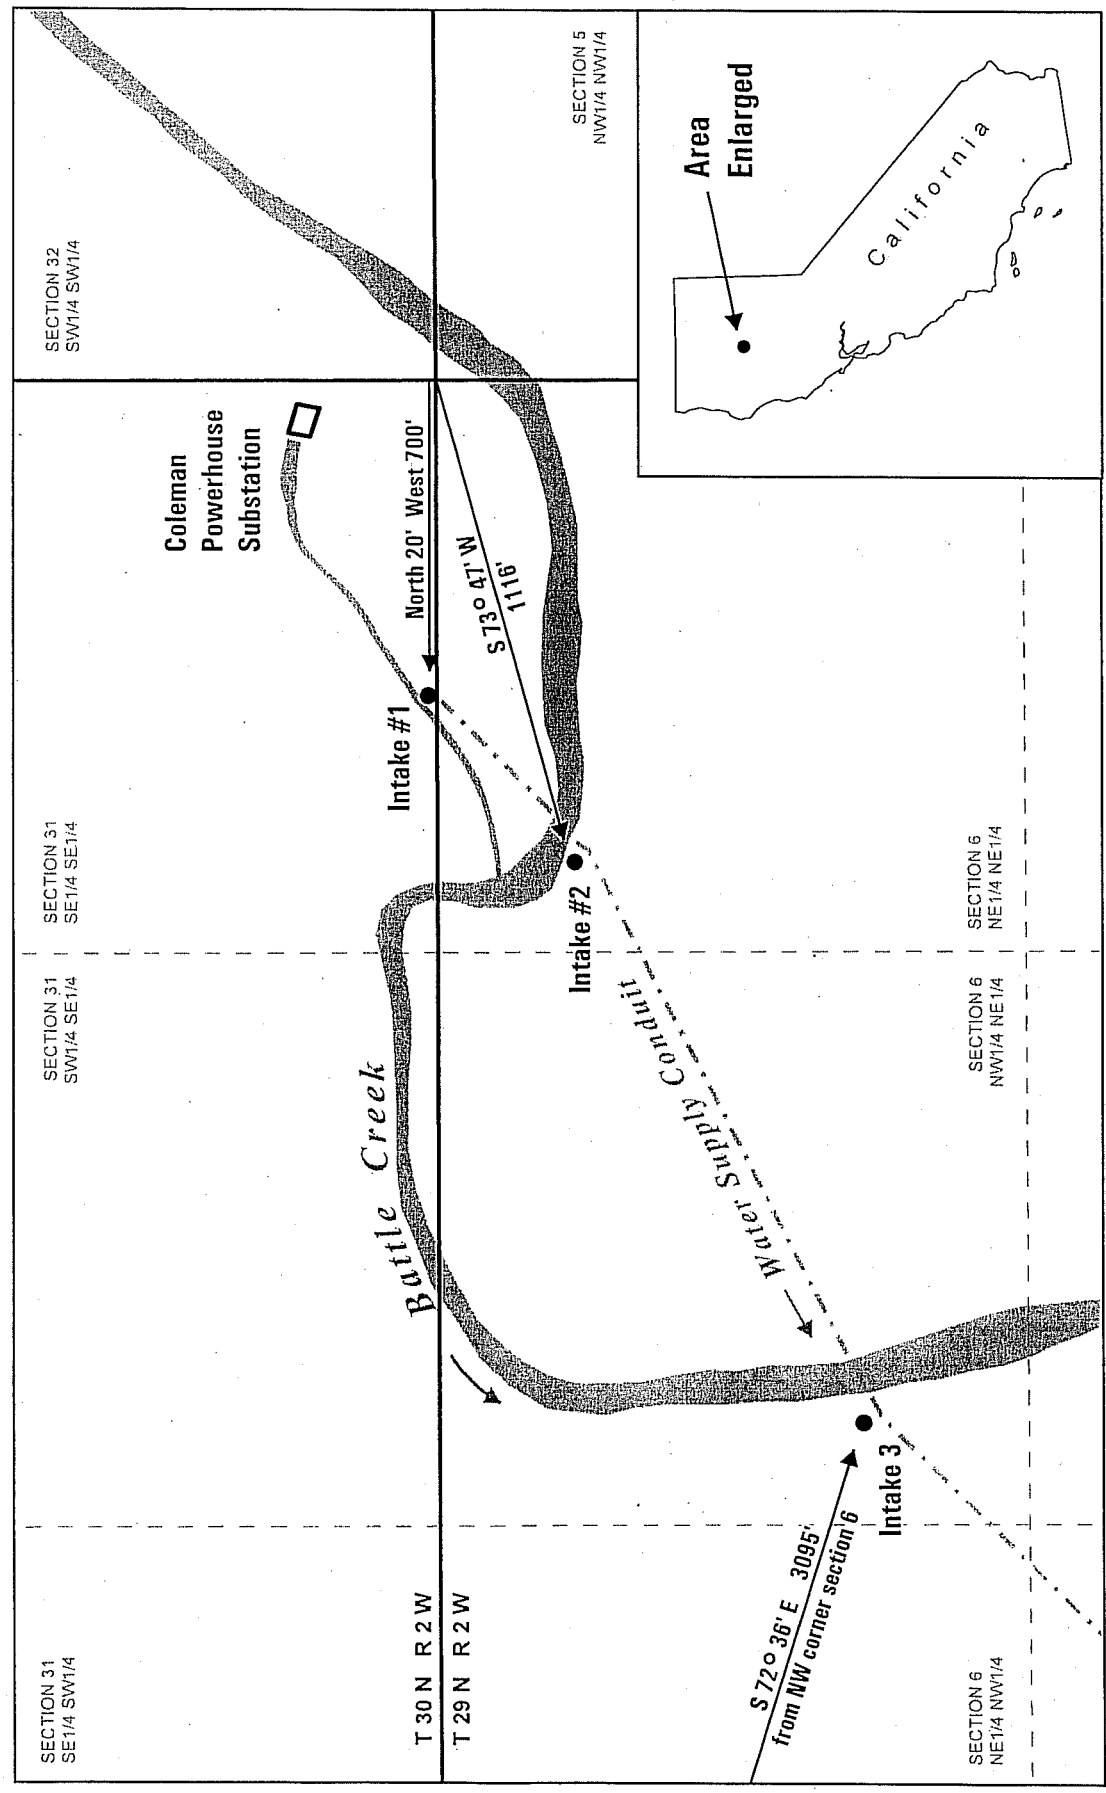 SECTION 31
SE1/4 SW1/4
SECTION 31
SW1/4 SE1/4
SECTION 31
SE1/4 SE1/4
SECTION 32
SW1/4 SW1/4
Coleman
Powerhouse
Substation
Battle Creek
Intake #1
North 20' West 700'
T 30 N R 2 W
T 29 N R 2 W
S 73° 47' W
1116'
Intake #2
SECTION 5
NW1/4 NW1/4
Water Supply Conduit
Area
Enlarged
California
S 72° 36' E 3095'
from NW corner section 6
Intake 3
SECTION 6
NE1/4 NW1/4
SECTION 6
NW1/4 NE1/4
SECTION 6
NE1/4 NE1/4